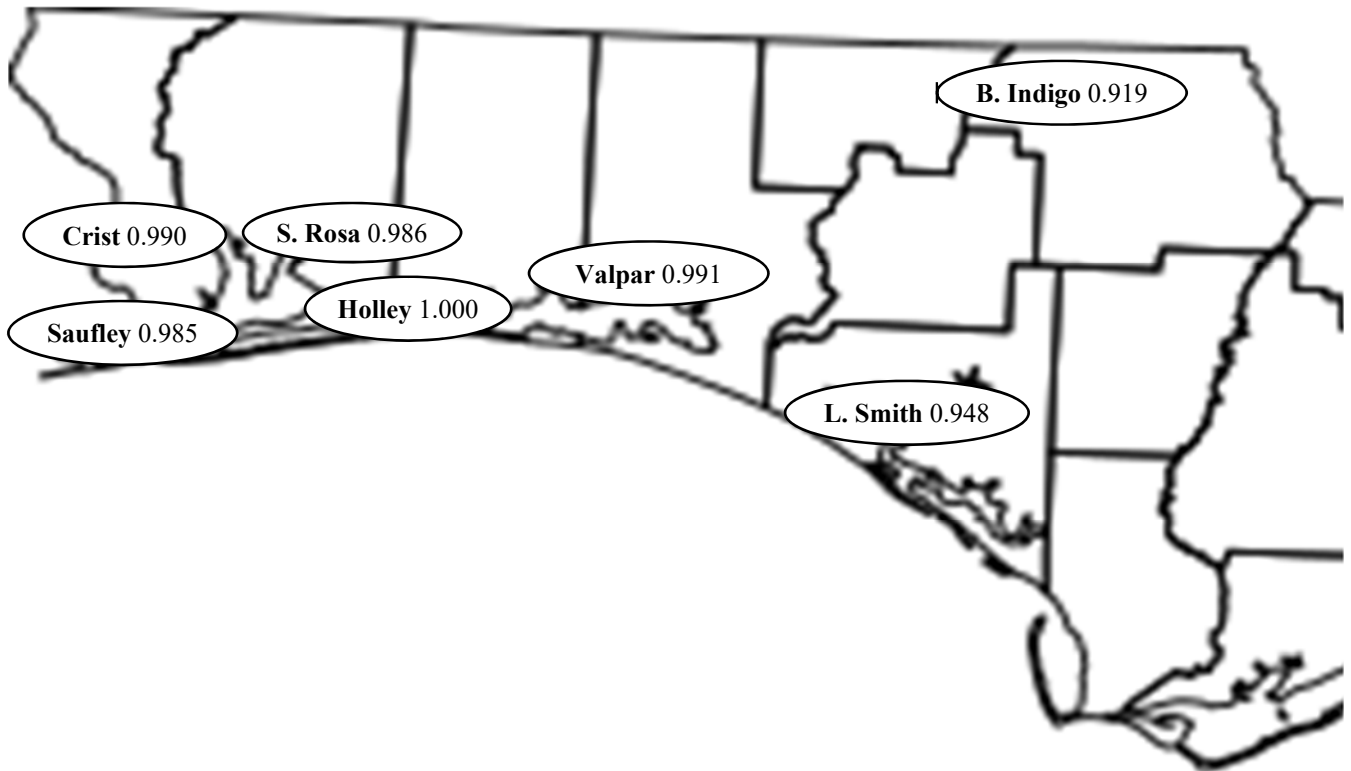 B. Indigo 0.919
Crist 0.990
S. Rosa 0.986
Valpar 0.991
Holley 1.000
Saufley 0.985
L. Smith 0.948